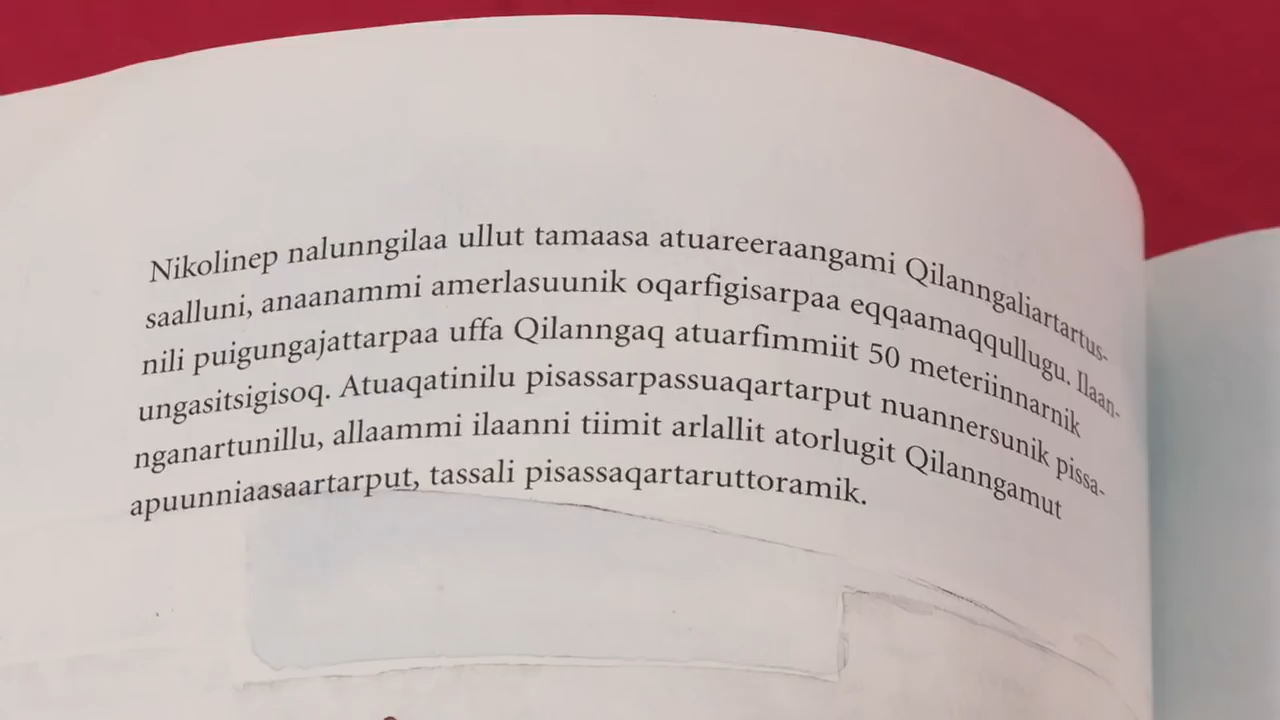 Nikolinep nalunngilaa ullut tamaasa atuareeraangami Qilanngaliartartus-
saalluni, anaanammi amerlasuunik oqarfigisarpaa eqqaamaqqullugu. Ilaan-
nili puigungajattarpaa uffa Qilanngaq atuarfimmiit 50 meteriinnarnik
ungasitsigisoq. Atuaqatinilu pisassarpassuaqartarput nuannersunik pissa-
nganartunillu, allaammi ilaanni tiimit arlallit atorlugit Qilanngamut
apuunniaasaartarput, tassali pisassaqartaruttoramik.